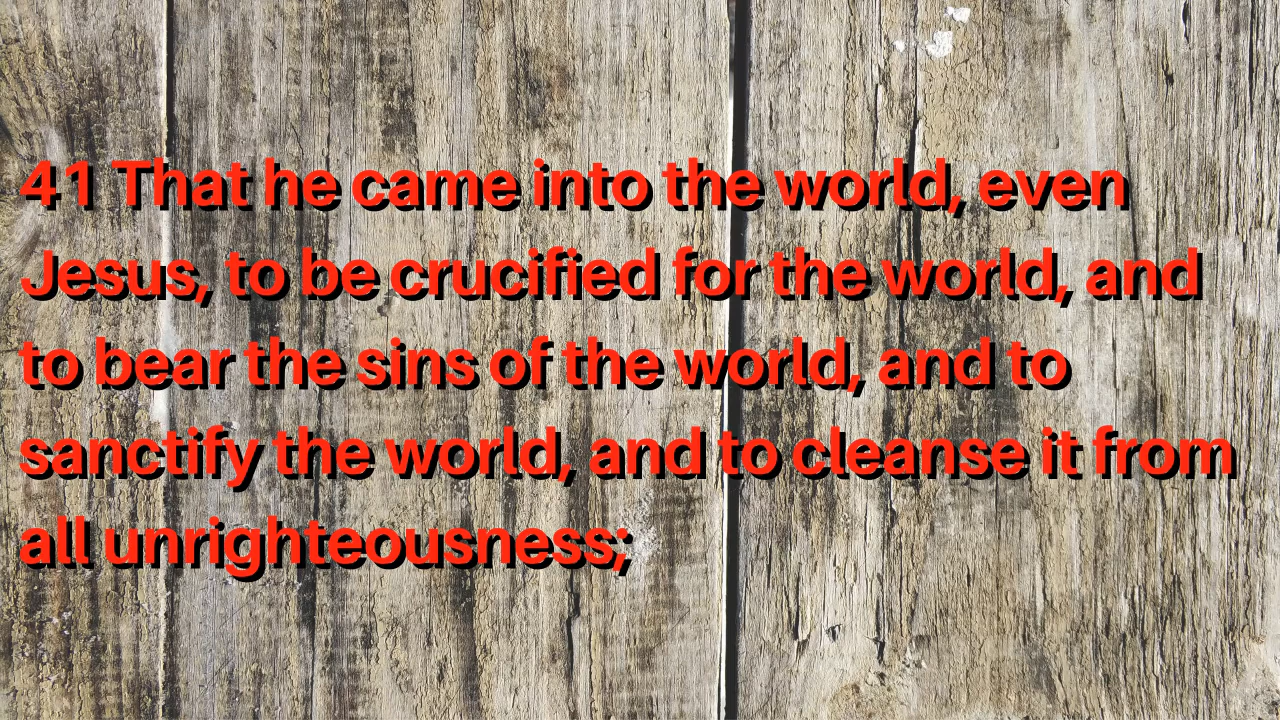 41 That he came into the world, even
Jesus, to be crucified for the world, and
to bear the sins of the world, and to
sanctify the world, and to cleanse it from
all unrighteousness;